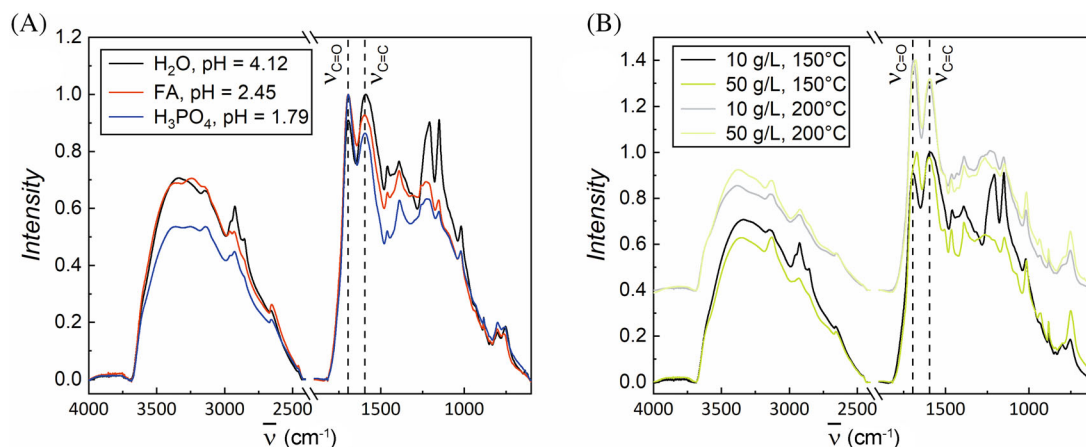 (A)
1.2
1.0
0.8
0.6
0.4
0.2
0.0
Intensity
H₂O, pH = 4.12
FA, pH = 2.45
H₃PO₄, pH = 1.79
νC=O
νC=C
4000 3500 3000 2500 1500 1000
ν̅ (cm⁻¹)
(B)
1.4
1.2
1.0
0.8
0.6
0.4
0.2
0.0
Intensity
10 g/L, 150°C
50 g/L, 150°C
10 g/L, 200°C
50 g/L, 200°C
νC=O
νC=C
4000 3500 3000 2500 1500 1000
ν̅ (cm⁻¹)